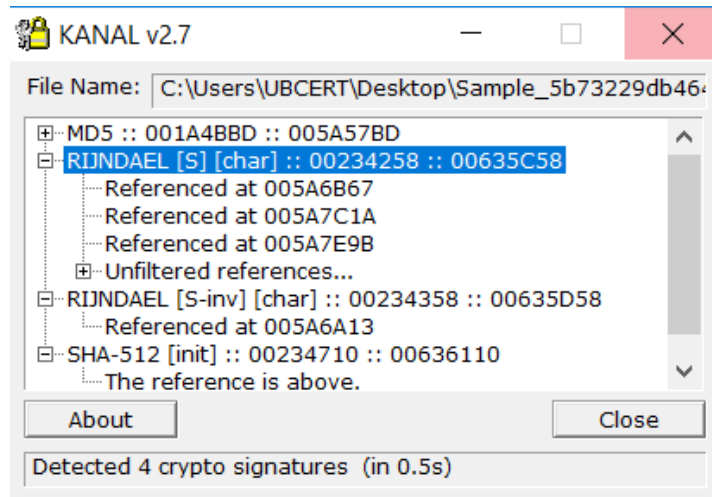 KANAL v2.7
File Name: C:\Users\UBCERT\Desktop\Sample_5b73229db464
MD5 :: 001A4BBD :: 005A57BD
RIJNDAEL [S] [char] :: 00234258 :: 00635C58
Referenced at 005A6B67
Referenced at 005A7C1A
Referenced at 005A7E9B
Unfiltered references...
RIJNDAEL [S-inv] [char] :: 00234358 :: 00635D58
Referenced at 005A6A13
SHA-512 [init] :: 00234710 :: 00636110
The reference is above.
About Close
Detected 4 crypto signatures (in 0.5s)